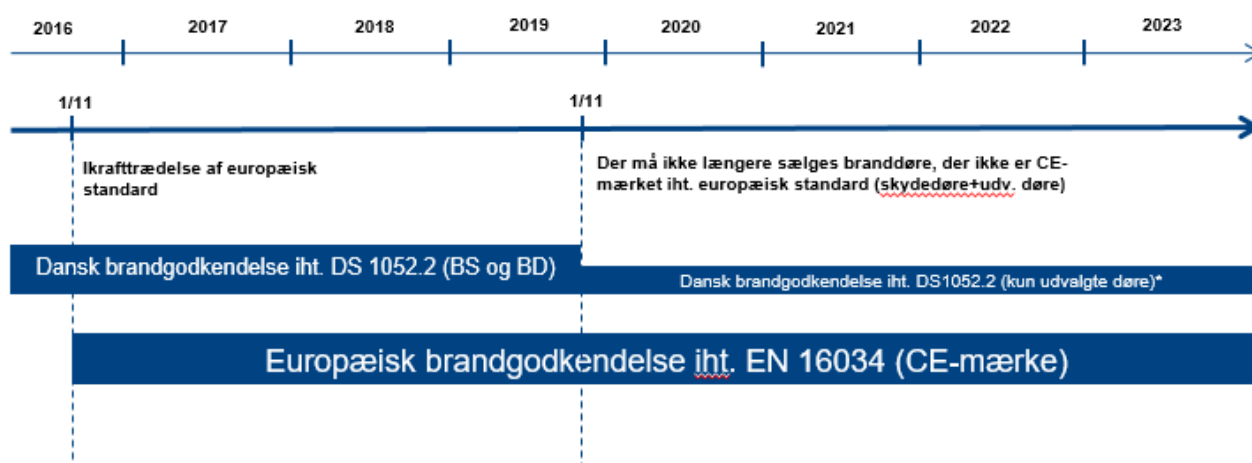 2016 2017 2018 2019 2020 2021 2022 2023
1/11 1/11
Ikrafttrædelse af europæisk
standard
Der må ikke længere sælges branddøre, der ikke er CE-
mærket iht. europæisk standard (skydedøre+udv. døre)
Dansk brandgodkendelse iht. DS 1052.2 (BS og BD)
Dansk brandgodkendelse iht. DS1052.2 (kun udvalgte døre)*
Europæisk brandgodkendelse iht. EN 16034 (CE-mærke)